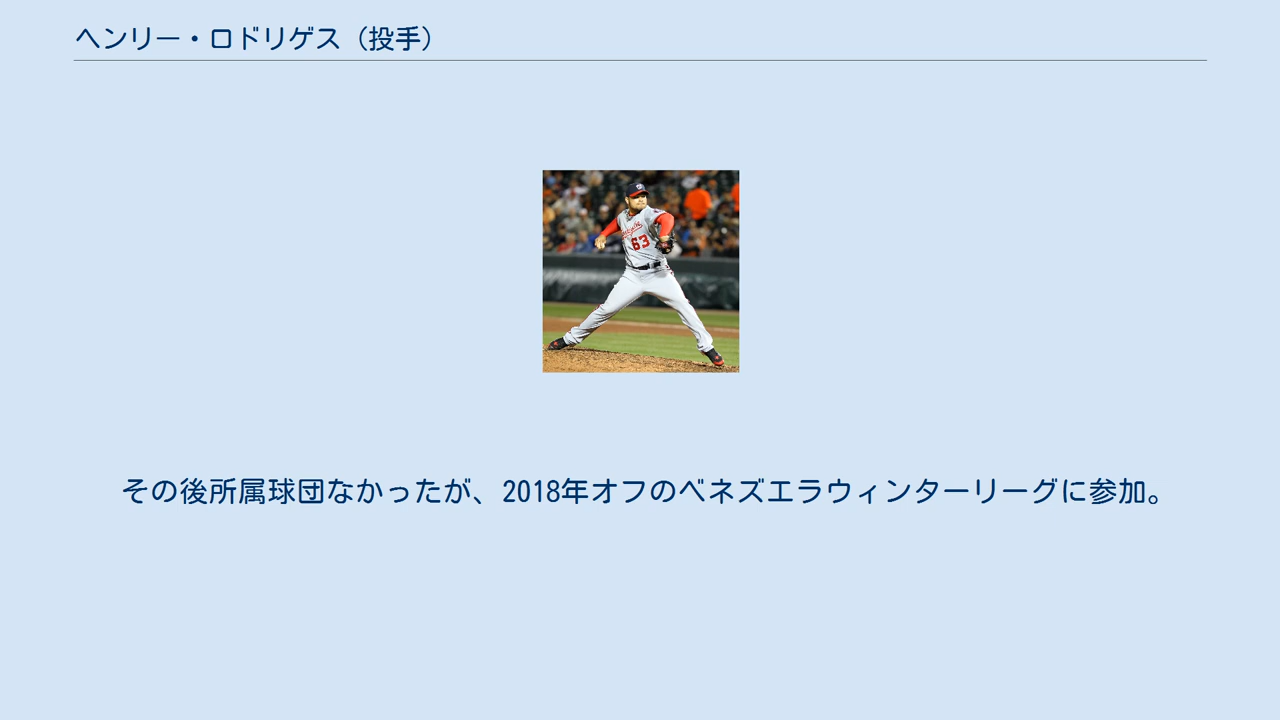 ヘンリー・ロドリゲス（投手）
63
その後所属球団なかったが、2018年オフのベネズエラウィンターリーグに参加。